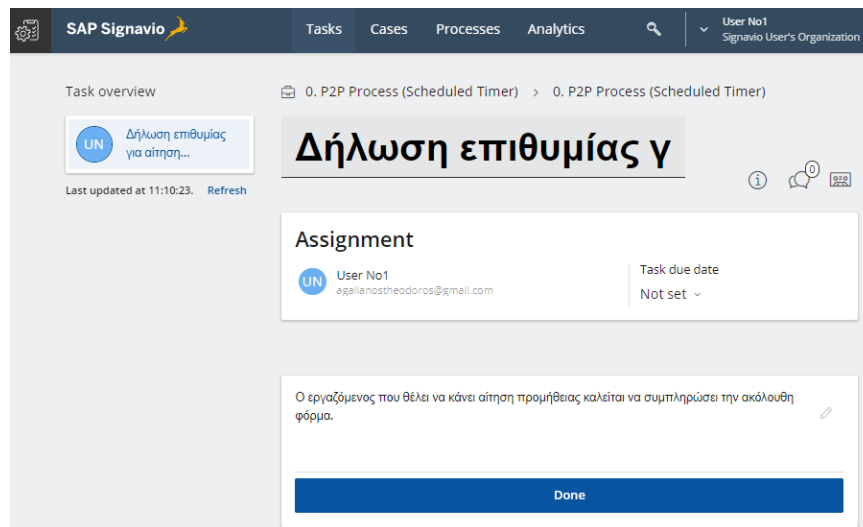 SAP Signavio Tasks Cases Processes Analytics User No1
Signavio User's Organization
Task overview
UN Δήλωση επιθυμίας
για αίτηση...
Last updated at 11:10:23. Refresh
0. P2P Process (Scheduled Timer) > 0. P2P Process (Scheduled Timer)
Δήλωση επιθυμίας γ
0
Assignment
UN User No1
agalianostheodoros@gmail.com
Task due date
Not set
Ο εργαζόμενος που θέλει να κάνει αίτηση προμήθειας καλείται να συμπληρώσει την ακόλουθη
φόρμα.
Done